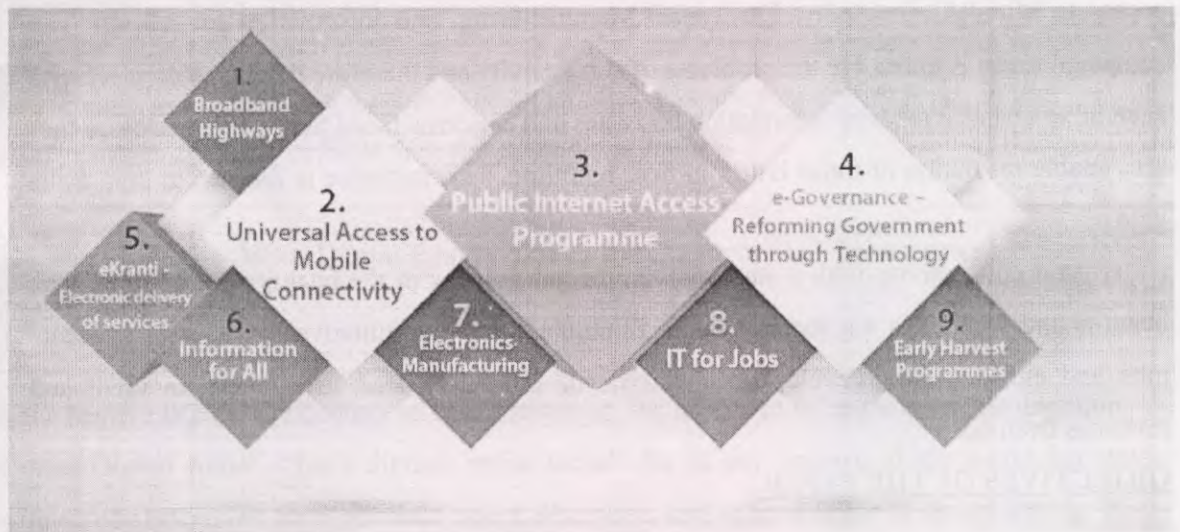 1.
Broadband
Highways
2.
Universal Access to
Mobile
Connectivity
3.
Public Internet Access
Programme
4.
e-Governance –
Reforming Government
through Technology
5.
eKranti -
Electronic delivery
of services
6.
Information
for All
7.
Electronics
Manufacturing
8.
IT for Jobs
9.
Early Harvest
Programmes